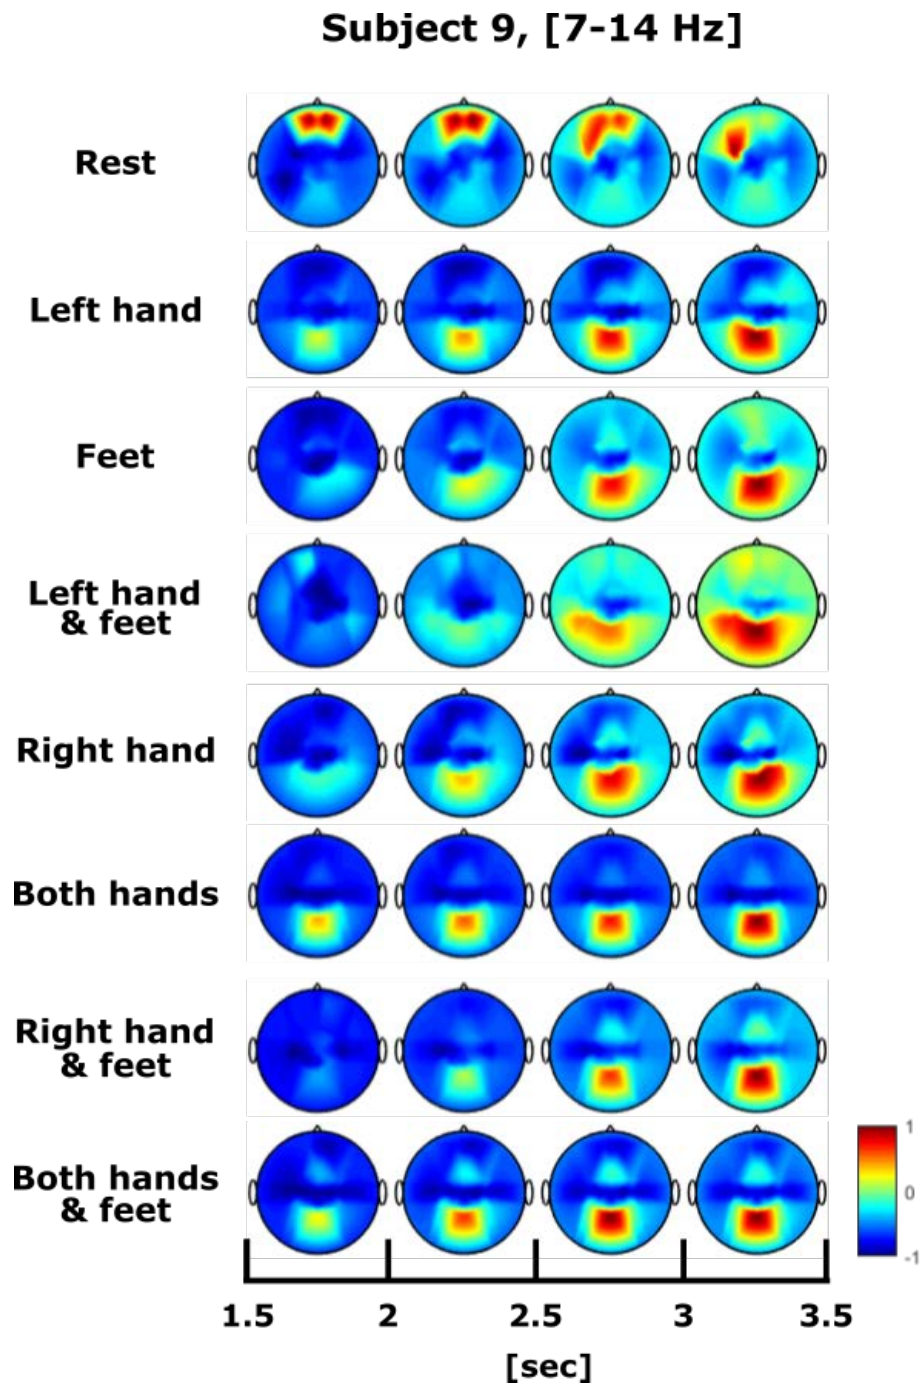 Subject 9, [7-14 Hz]
Rest
Left hand
Feet
Left hand
& feet
Right hand
Both hands
Right hand
& feet
Both hands
& feet
1
0
-1
1.5 2 2.5 3 3.5
[sec]